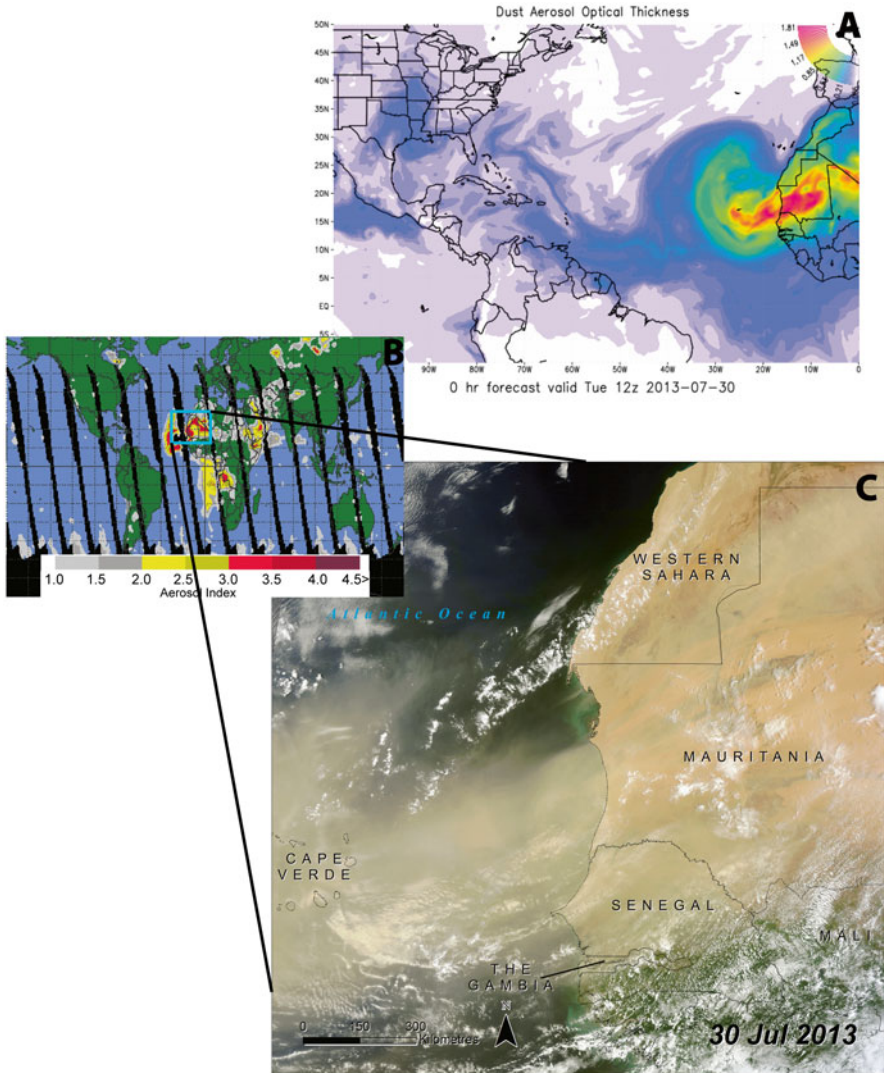 Dust Aerosol Optical Thickness
A
50N
45N
40N
35N
30N
25N
20N
15N
10N
5N
EQ
5S
90W
80W
70W
60W
50W
40W
30W
20W
10W
0
1.81
1.49
1.17
0.85
0.21
0 hr forecast valid Tue 12z 2013-07-30
B
1.0 1.5 2.0 2.5 3.0 3.5 4.0 4.5>
Aerosol Index
C
WESTERN
SAHARA
Atlantic Ocean
MAURITANIA
CAPE
VERDE
SENEGAL
MALI
THE
GAMBIA
N
0 150 300
Kilometres
30 Jul 2013